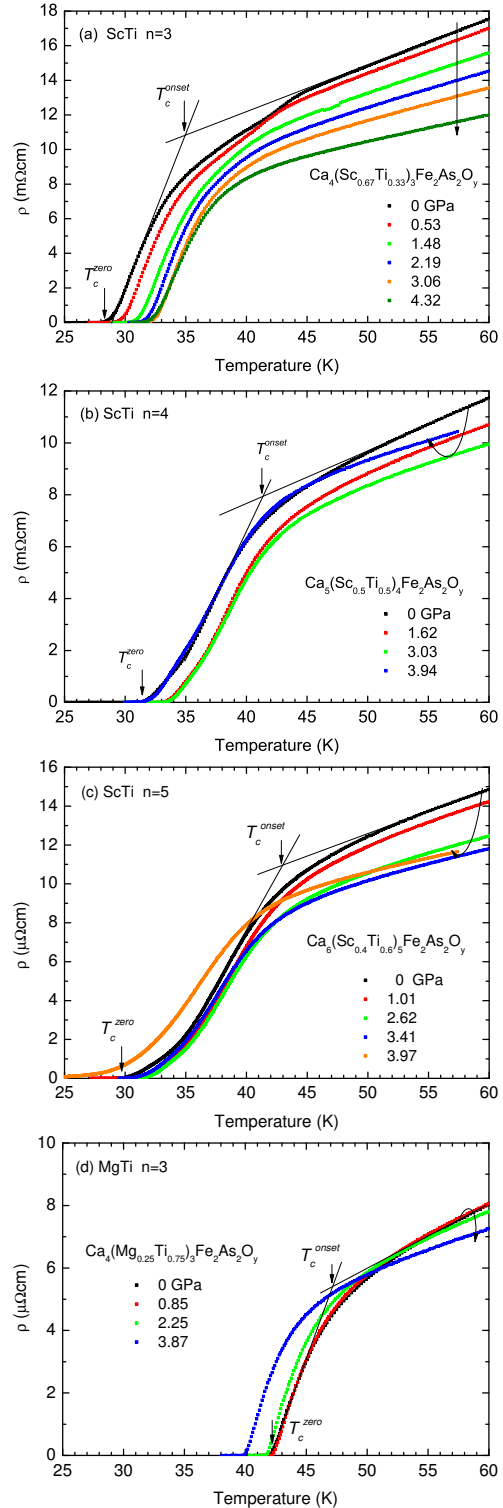 (a) ScTi n=3
T_c^onset
T_c^zero
Ca₄(Sc₀.₆₇Ti₀.₃₃)₃Fe₂As₂O_y
0 GPa
0.53
1.48
2.19
3.06
4.32
ρ (mΩcm)
18
16
14
12
10
8
6
4
2
0
25 30 35 40 45 50 55 60
Temperature (K)
(b) ScTi n=4
T_c^onset
T_c^zero
Ca₅(Sc₀.₅Ti₀.₅)₄Fe₂As₂O_y
0 GPa
1.62
3.03
3.94
ρ (mΩcm)
12
10
8
6
4
2
0
25 30 35 40 45 50 55 60
Temperature (K)
(c) ScTi n=5
T_c^onset
T_c^zero
Ca₆(Sc₀.₄Ti₀.₆)₅Fe₂As₂O_y
0 GPa
1.01
2.62
3.41
3.97
ρ (μΩcm)
16
14
12
10
8
6
4
2
0
25 30 35 40 45 50 55 60
Temperature (K)
(d) MgTi n=3
Ca₄(Mg₀.₂₅Ti₀.₇₅)₃Fe₂As₂O_y
0 GPa
0.85
2.25
3.87
T_c^onset
T_c^zero
ρ (μΩcm)
10
8
6
4
2
0
25 30 35 40 45 50 55 60
Temperature (K)